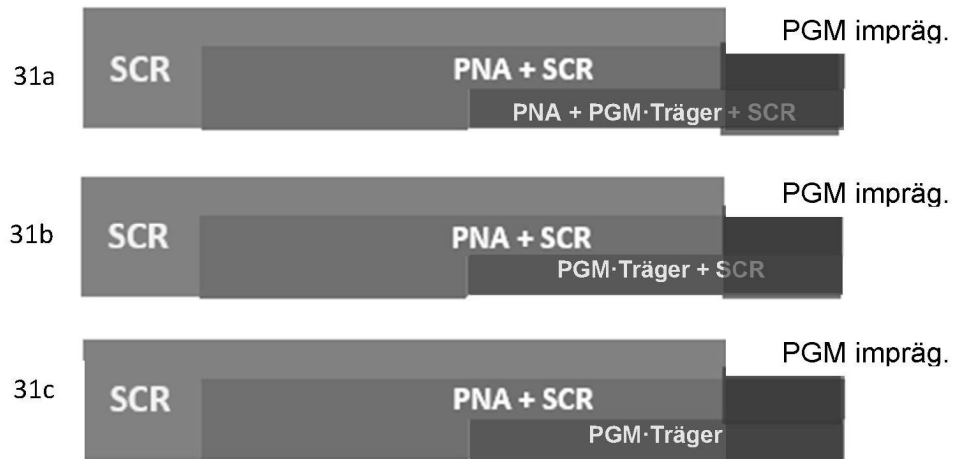 PGM impräg.
31a
SCR
PNA + SCR
PNA + PGM·Träger + SCR
PGM impräg.
31b
SCR
PNA + SCR
PGM·Träger + SCR
PGM impräg.
31c
SCR
PNA + SCR
PGM·Träger